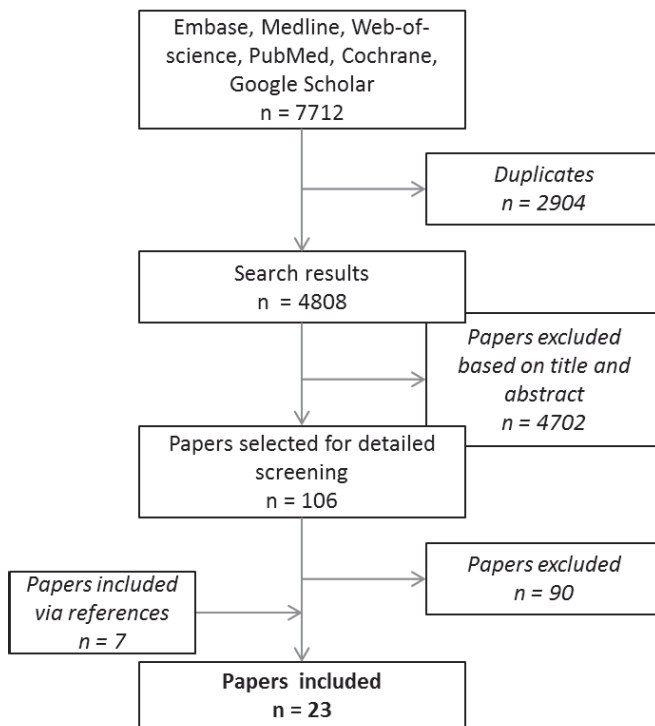 Embase, Medline, Web-of-
science, PubMed, Cochrane,
Google Scholar
n = 7712
Duplicates
n = 2904
Search results
n = 4808
Papers excluded
based on title and
abstract
n = 4702
Papers selected for detailed
screening
n = 106
Papers excluded
n = 90
Papers included
via references
n = 7
Papers included
n = 23